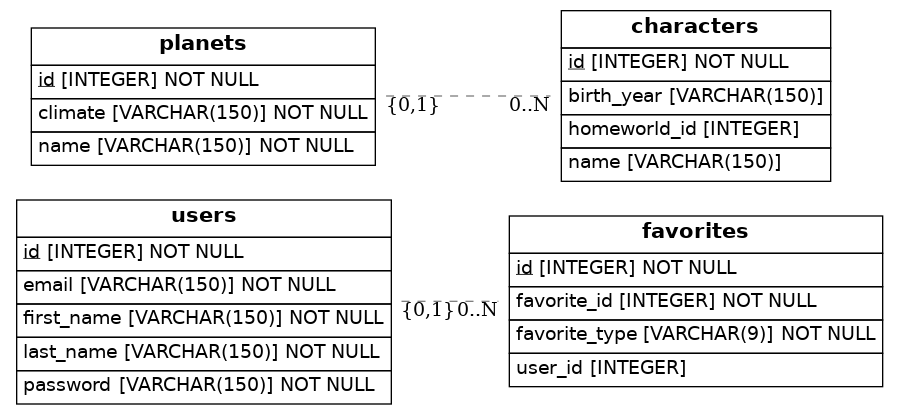 planets
id [INTEGER] NOT NULL
climate [VARCHAR(150)] NOT NULL
name [VARCHAR(150)] NOT NULL
{0,1}
0..N
characters
id [INTEGER] NOT NULL
birth_year [VARCHAR(150)]
homeworld_id [INTEGER]
name [VARCHAR(150)]
users
id [INTEGER] NOT NULL
email [VARCHAR(150)] NOT NULL
first_name [VARCHAR(150)] NOT NULL
last_name [VARCHAR(150)] NOT NULL
password [VARCHAR(150)] NOT NULL
{0,1}
0..N
favorites
id [INTEGER] NOT NULL
favorite_id [INTEGER] NOT NULL
favorite_type [VARCHAR(9)] NOT NULL
user_id [INTEGER]